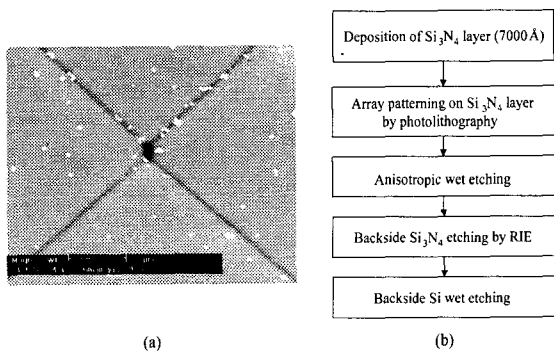 Deposition of Si₃N₄ layer (7000 Å)
Array patterning on Si₃N₄ layer
by photolithography
Anisotropic wet etching
Backside Si₃N₄ etching by RIE
Backside Si wet etching
(a)
(b)